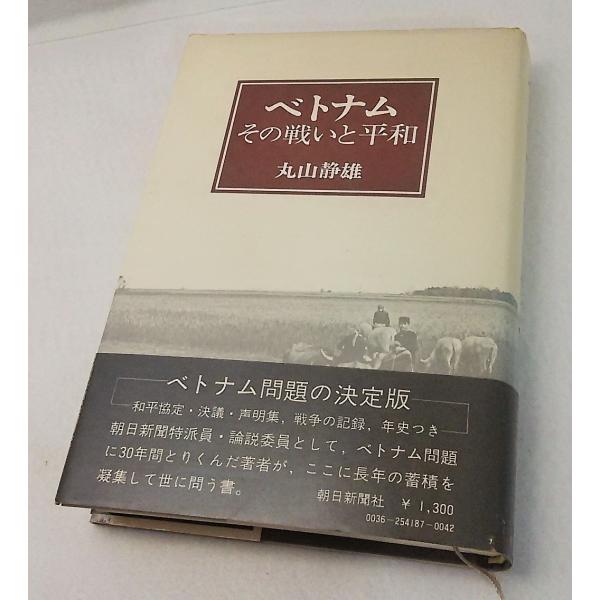 ベトナム
その戦いと平和
丸山静雄
ベトナム問題の決定版
和平協定・決議・声明集，戦争の記録，年史つき
朝日新聞特派員・論説委員として，ベトナム問題
に30年間とりくんだ著者が，ここに長年の蓄積を
凝集して世に問う書。
朝日新聞社 ￥1,300
0036-254187-0042